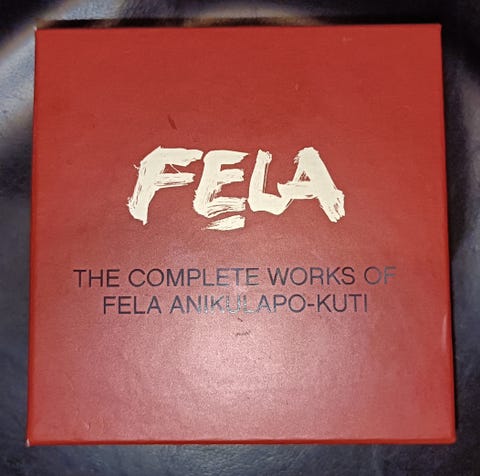 FELA
THE COMPLETE WORKS OF
FELA ANIKULAPO-KUTI